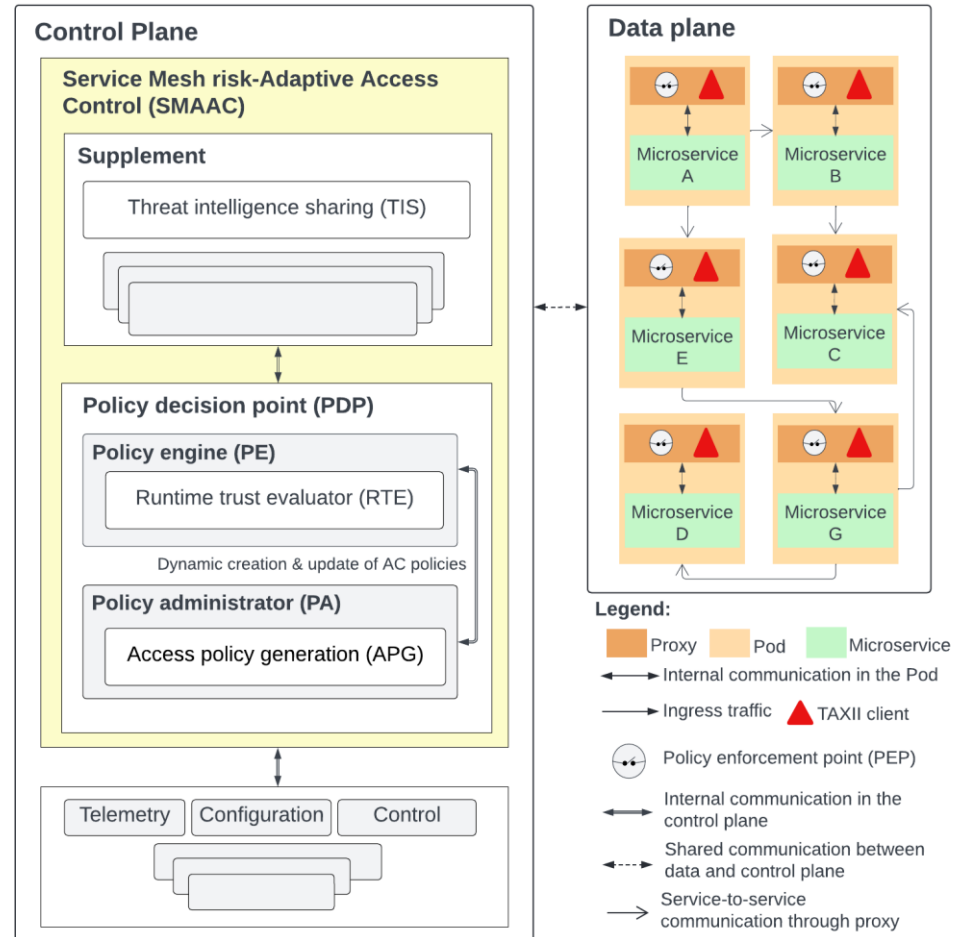 Control Plane
Service Mesh risk-Adaptive Access
Control (SMAAC)
Supplement
Threat intelligence sharing (TIS)
Policy decision point (PDP)
Policy engine (PE)
Runtime trust evaluator (RTE)
Dynamic creation & update of AC policies
Policy administrator (PA)
Access policy generation (APG)
Telemetry
Configuration
Control
Data plane
Microservice
A
Microservice
B
Microservice
E
Microservice
C
Microservice
D
Microservice
G
Legend:
Proxy
Pod
Microservice
Internal communication in the Pod
Ingress traffic
TAXII client
Policy enforcement point (PEP)
Internal communication in the
control plane
Shared communication between
data and control plane
Service-to-service
communication through proxy